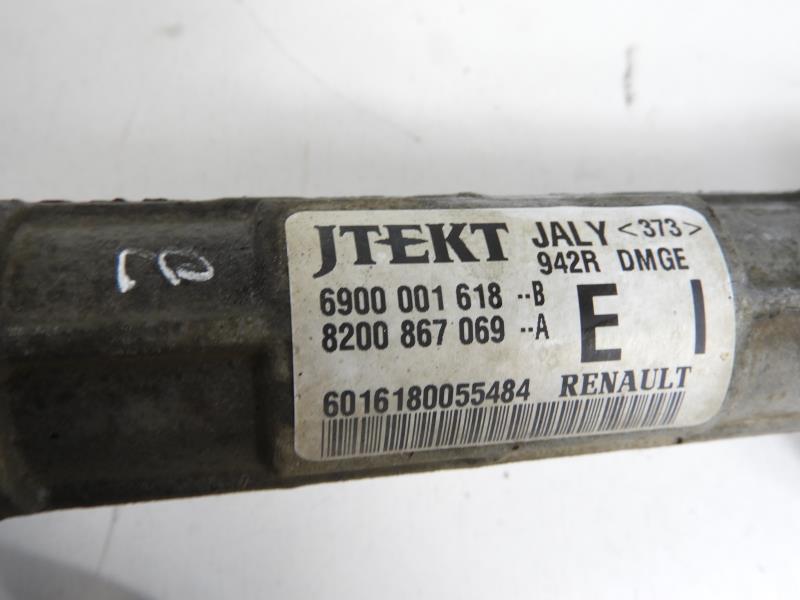 JTEKT JALY <373>
942R DMGE
6900 001 618 --B
8200 867 069 --A
E I
6016180055484 RENAULT